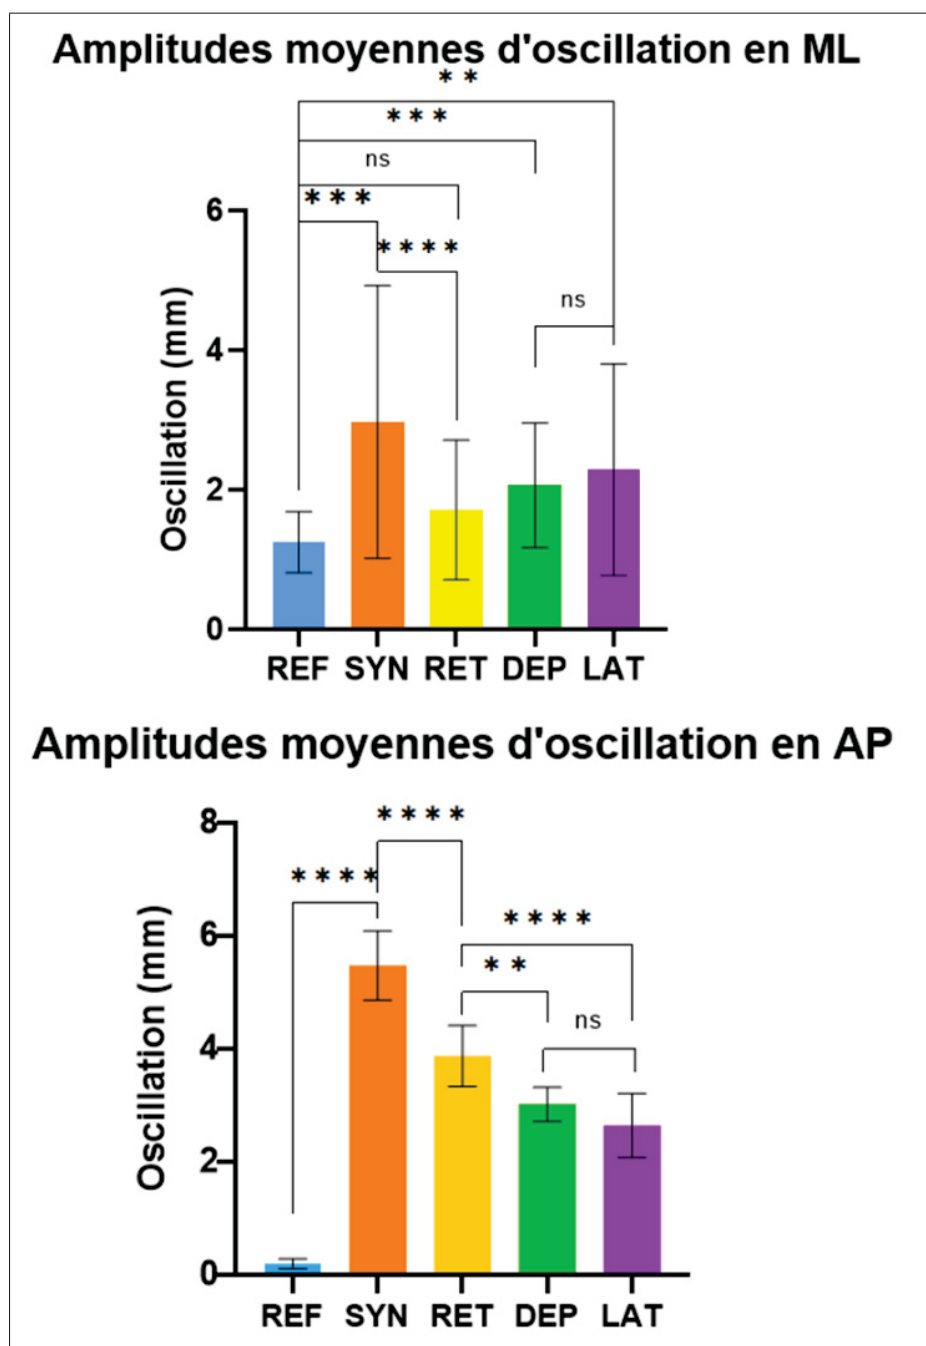 Amplitudes moyennes d'oscillation en ML
**
***
ns
***
****
ns
Oscillation (mm)
6
4
2
0
REF SYN RET DEP LAT
Amplitudes moyennes d'oscillation en AP
****
****
****
**
ns
Oscillation (mm)
8
6
4
2
0
REF SYN RET DEP LAT